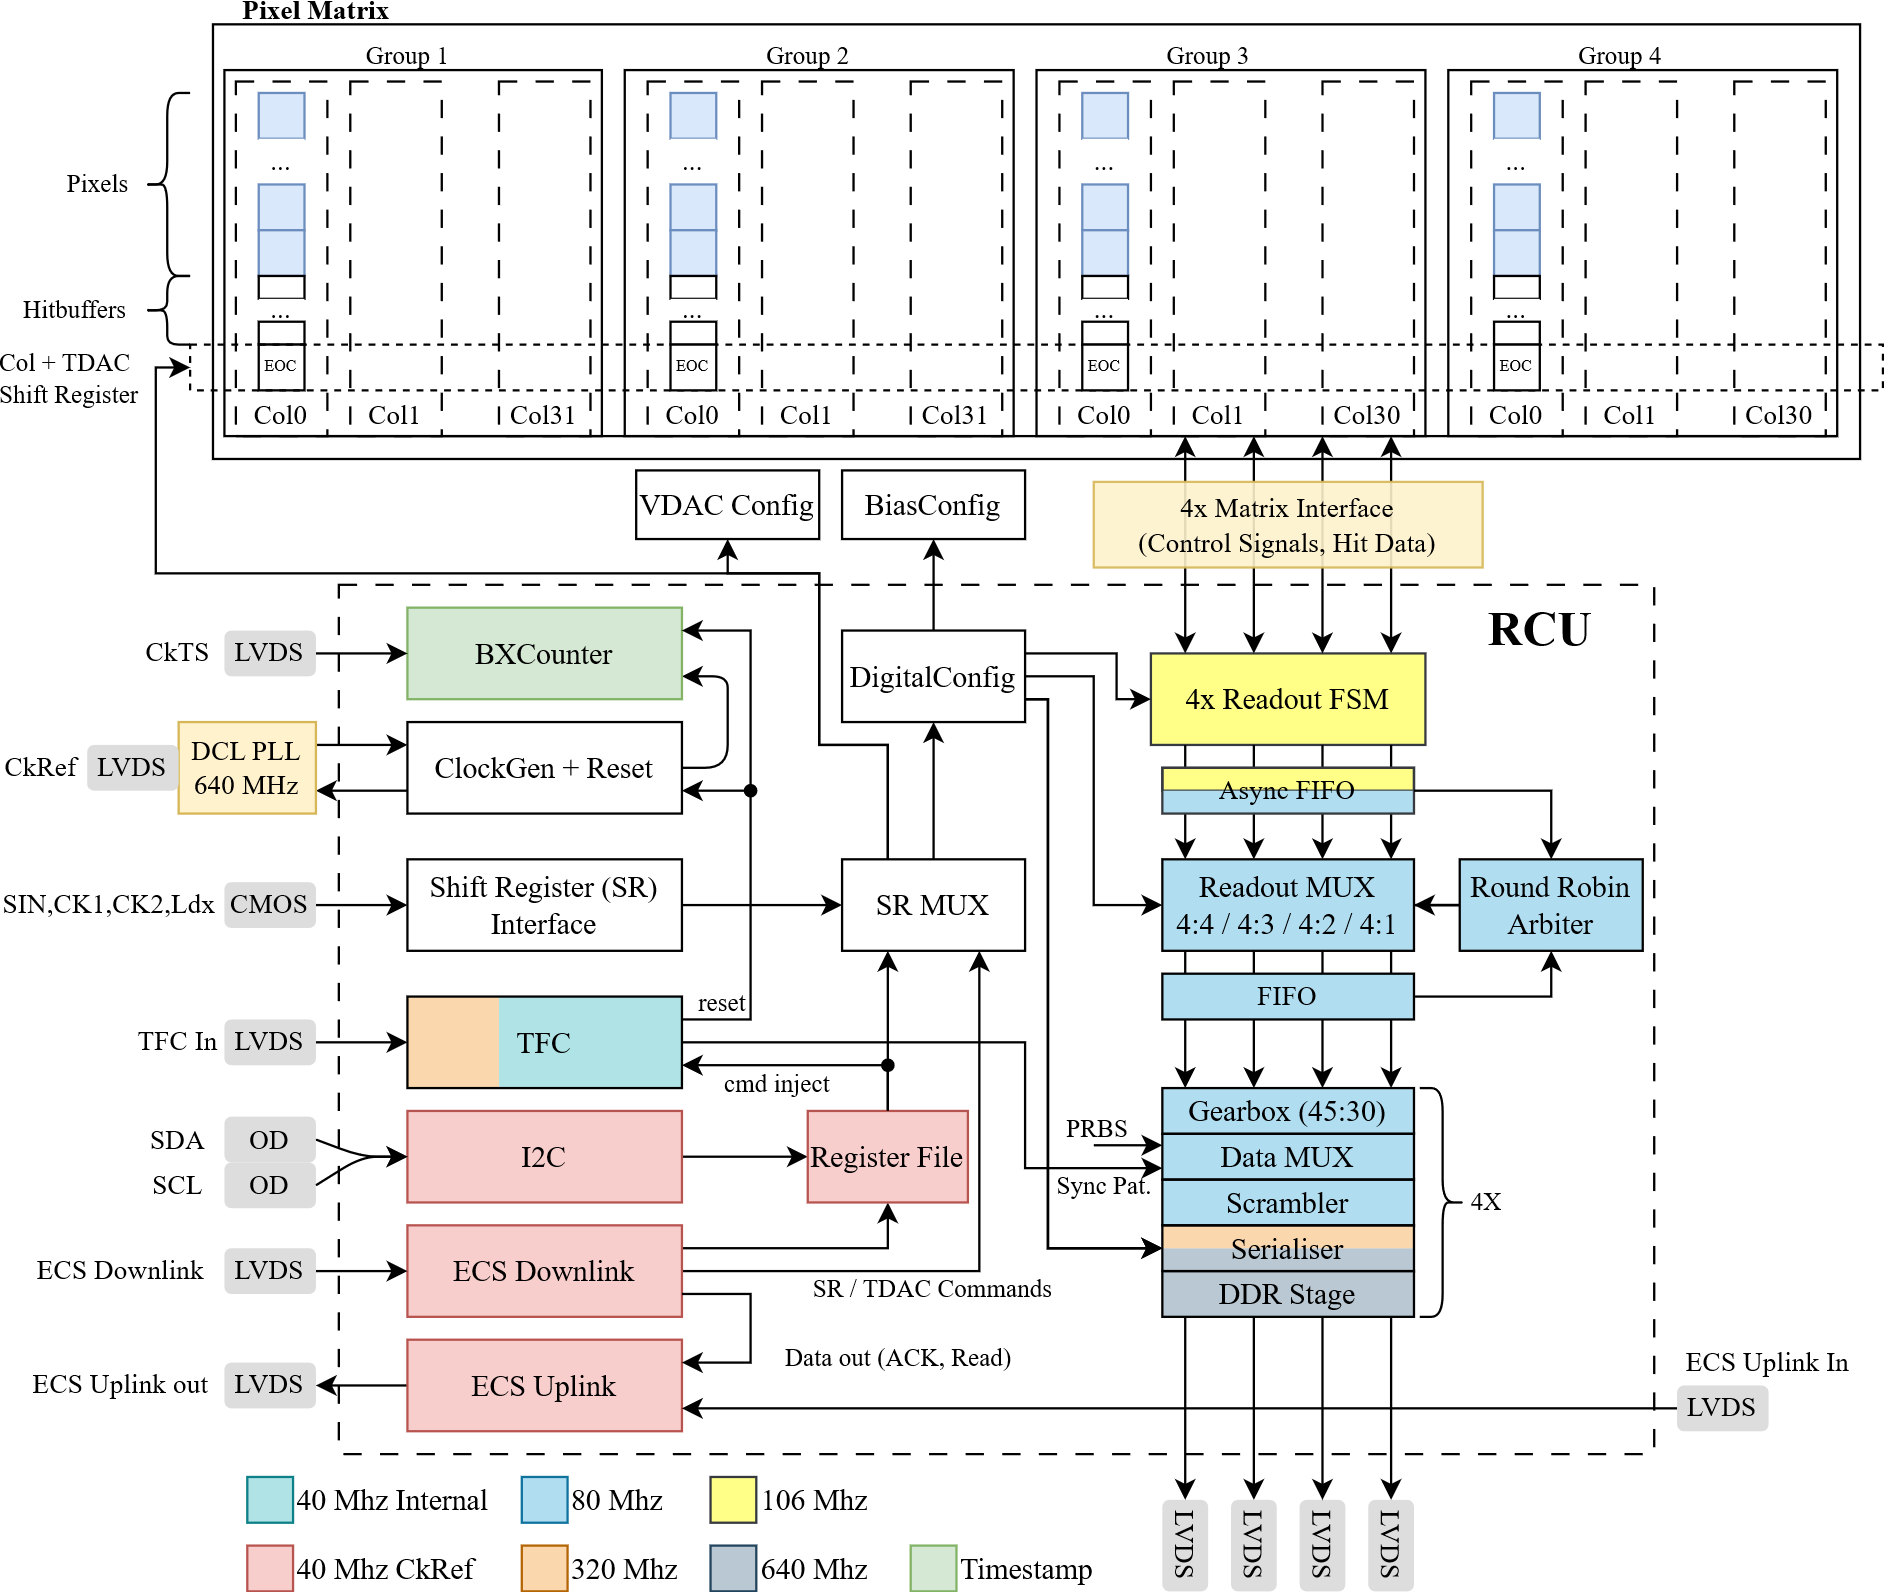 Pixel Matrix
Group 1
Group 2
Group 3
Group 4
...
...
...
...
Pixels
Hitbuffers
...
...
...
...
Col + TDAC
Shift Register
EOC
EOC
EOC
EOC
Col0
Col1
Col31
Col0
Col1
Col31
Col0
Col1
Col30
Col0
Col1
Col30
VDAC Config
BiasConfig
4x Matrix Interface
(Control Signals, Hit Data)
RCU
CkTS
LVDS
BXCounter
DigitalConfig
4x Readout FSM
CkRef
LVDS
DCL PLL
640 MHz
ClockGen + Reset
Async FIFO
SIN,CK1,CK2,Ldx
CMOS
Shift Register (SR)
Interface
SR MUX
Readout MUX
4:4 / 4:3 / 4:2 / 4:1
Round Robin
Arbiter
FIFO
reset
TFC In
LVDS
TFC
cmd inject
SDA
OD
SCL
OD
I2C
Register File
PRBS
Sync Pat.
Gearbox (45:30)
Data MUX
Scrambler
Serialiser
DDR Stage
4X
ECS Downlink
LVDS
ECS Downlink
SR / TDAC Commands
Data out (ACK, Read)
ECS Uplink out
LVDS
ECS Uplink
ECS Uplink In
LVDS
40 Mhz Internal
80 Mhz
106 Mhz
40 Mhz CkRef
320 Mhz
640 Mhz
Timestamp
LVDS
LVDS
LVDS
LVDS